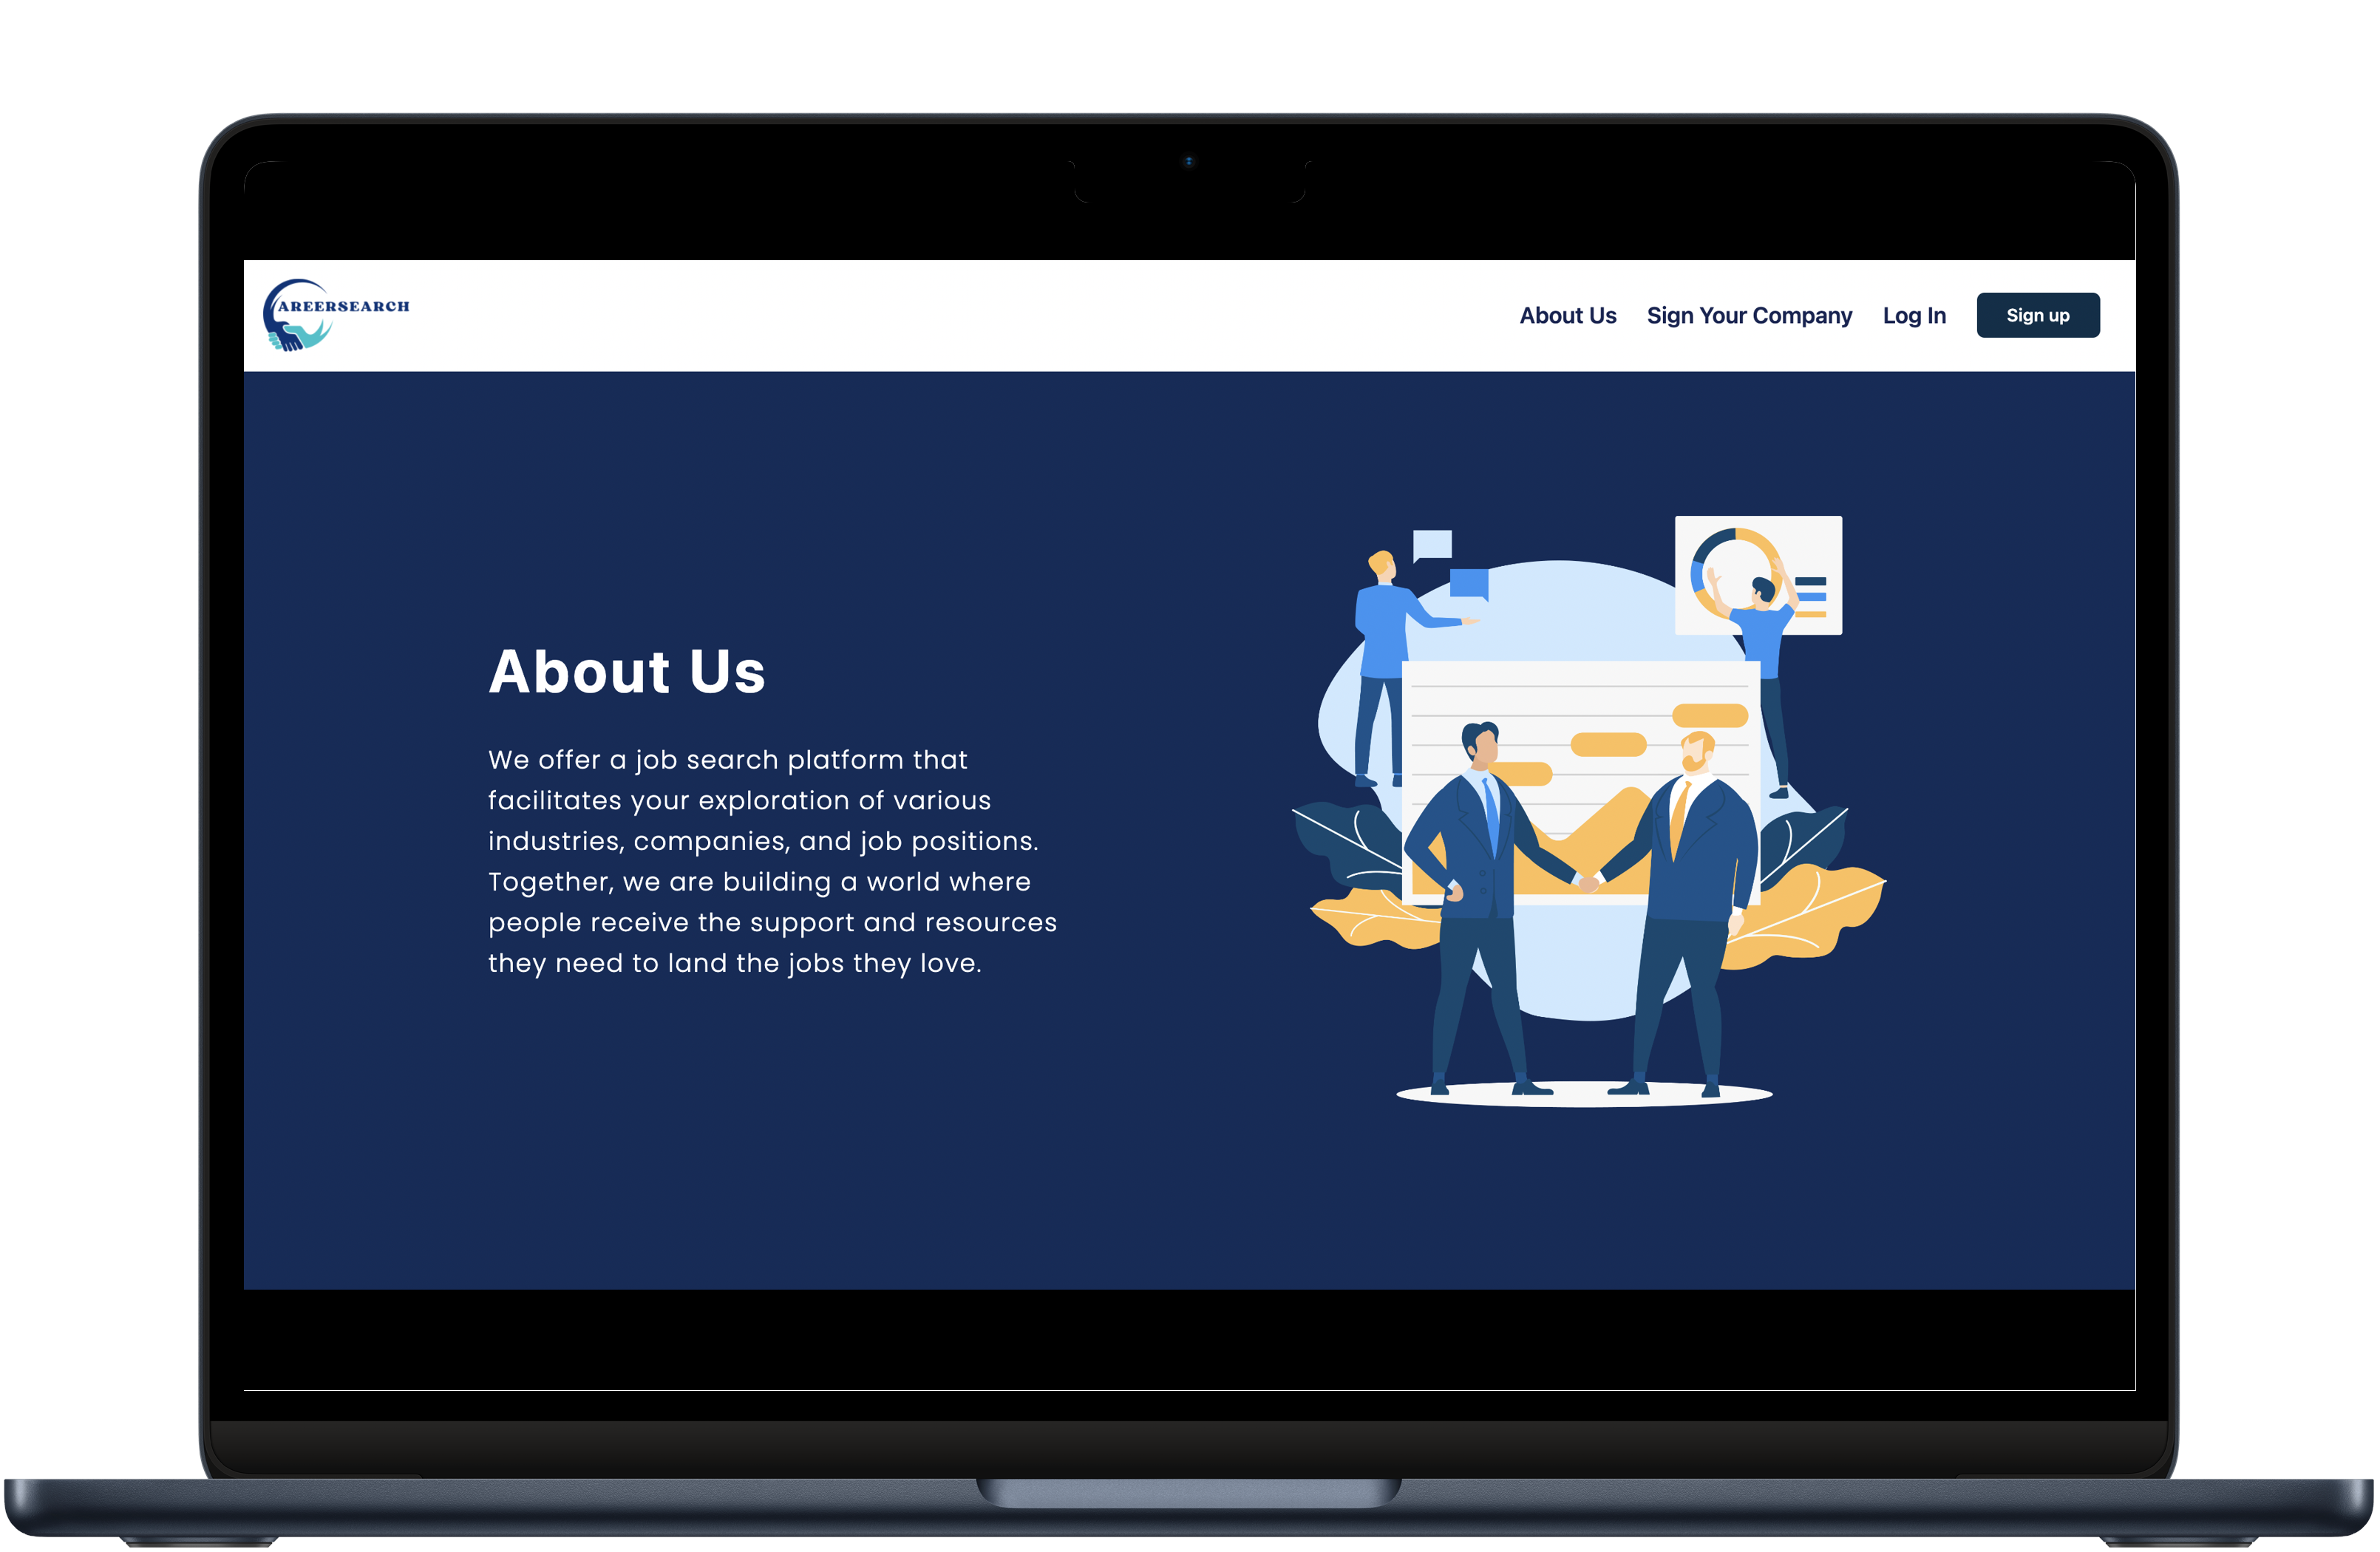 CAREERSEARCH
About Us Sign Your Company Log In Sign up
About Us
We offer a job search platform that
facilitates your exploration of various
industries, companies, and job positions.
Together, we are building a world where
people receive the support and resources
they need to land the jobs they love.